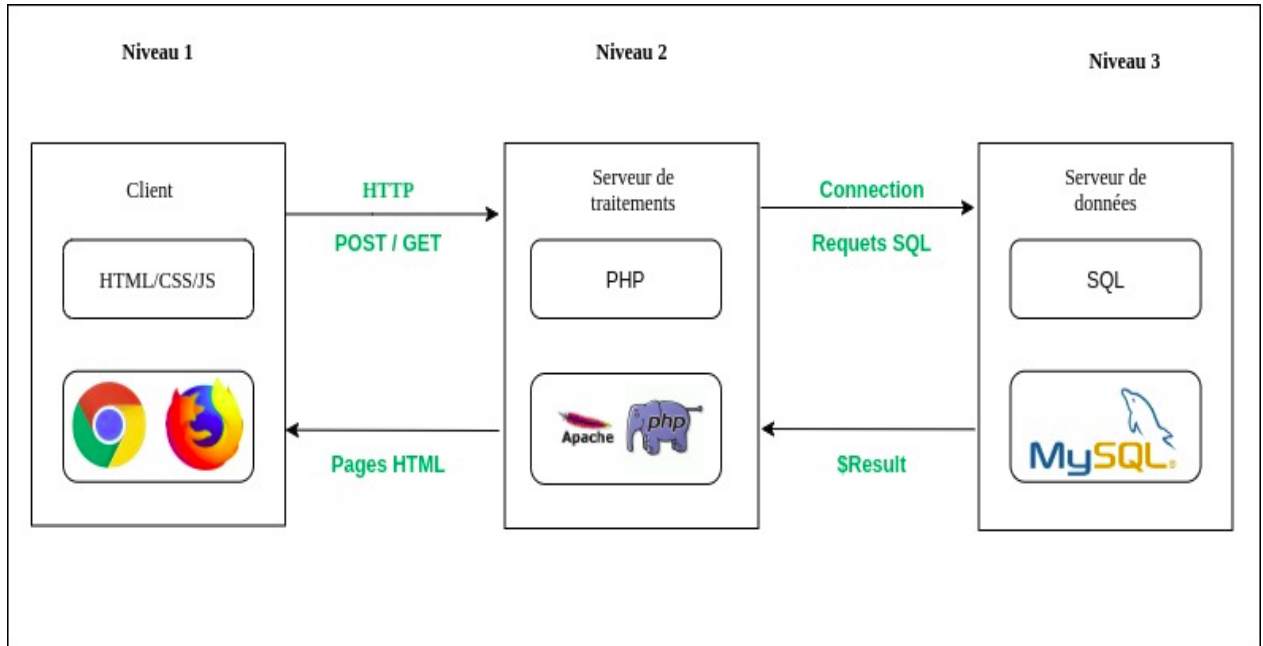 Niveau 1
Niveau 2
Niveau 3
Client
HTML/CSS/JS
HTTP
POST / GET
Pages HTML
Serveur de
traitements
PHP
Apache
php
Connection
Requets SQL
$Result
Serveur de
données
SQL
MySQL®